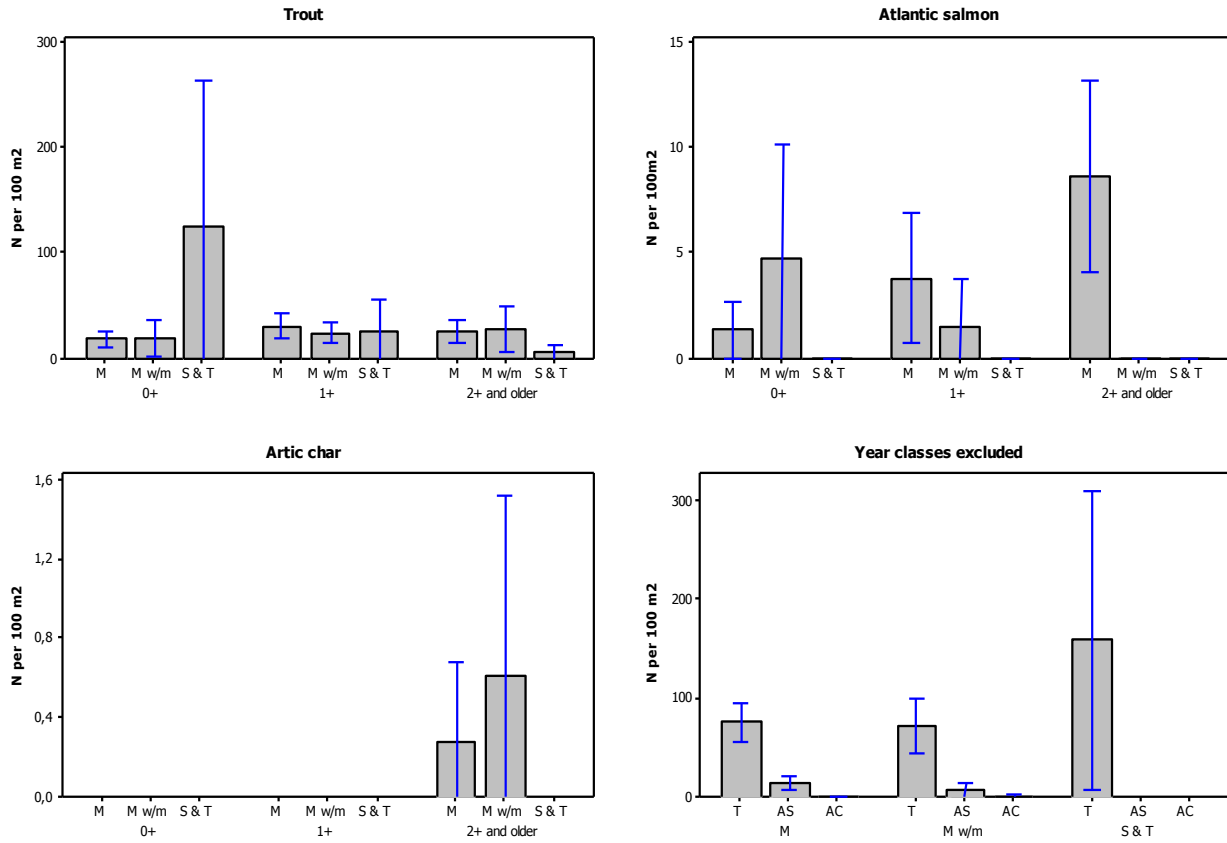 Trout
N per 100 m2
300
200
100
0
M M w/m S & T M M w/m S & T M M w/m S & T
0+ 1+ 2+ and older
Atlantic salmon
N per 100m2
15
10
5
0
M M w/m S & T M M w/m S & T M M w/m S & T
0+ 1+ 2+ and older
Artic char
N per 100 m2
1,6
1,2
0,8
0,4
0,0
M M w/m S & T M M w/m S & T M M w/m S & T
0+ 1+ 2+ and older
Year classes excluded
N per 100 m2
300
200
100
0
T AS AC T AS AC T AS AC
M M w/m S & T